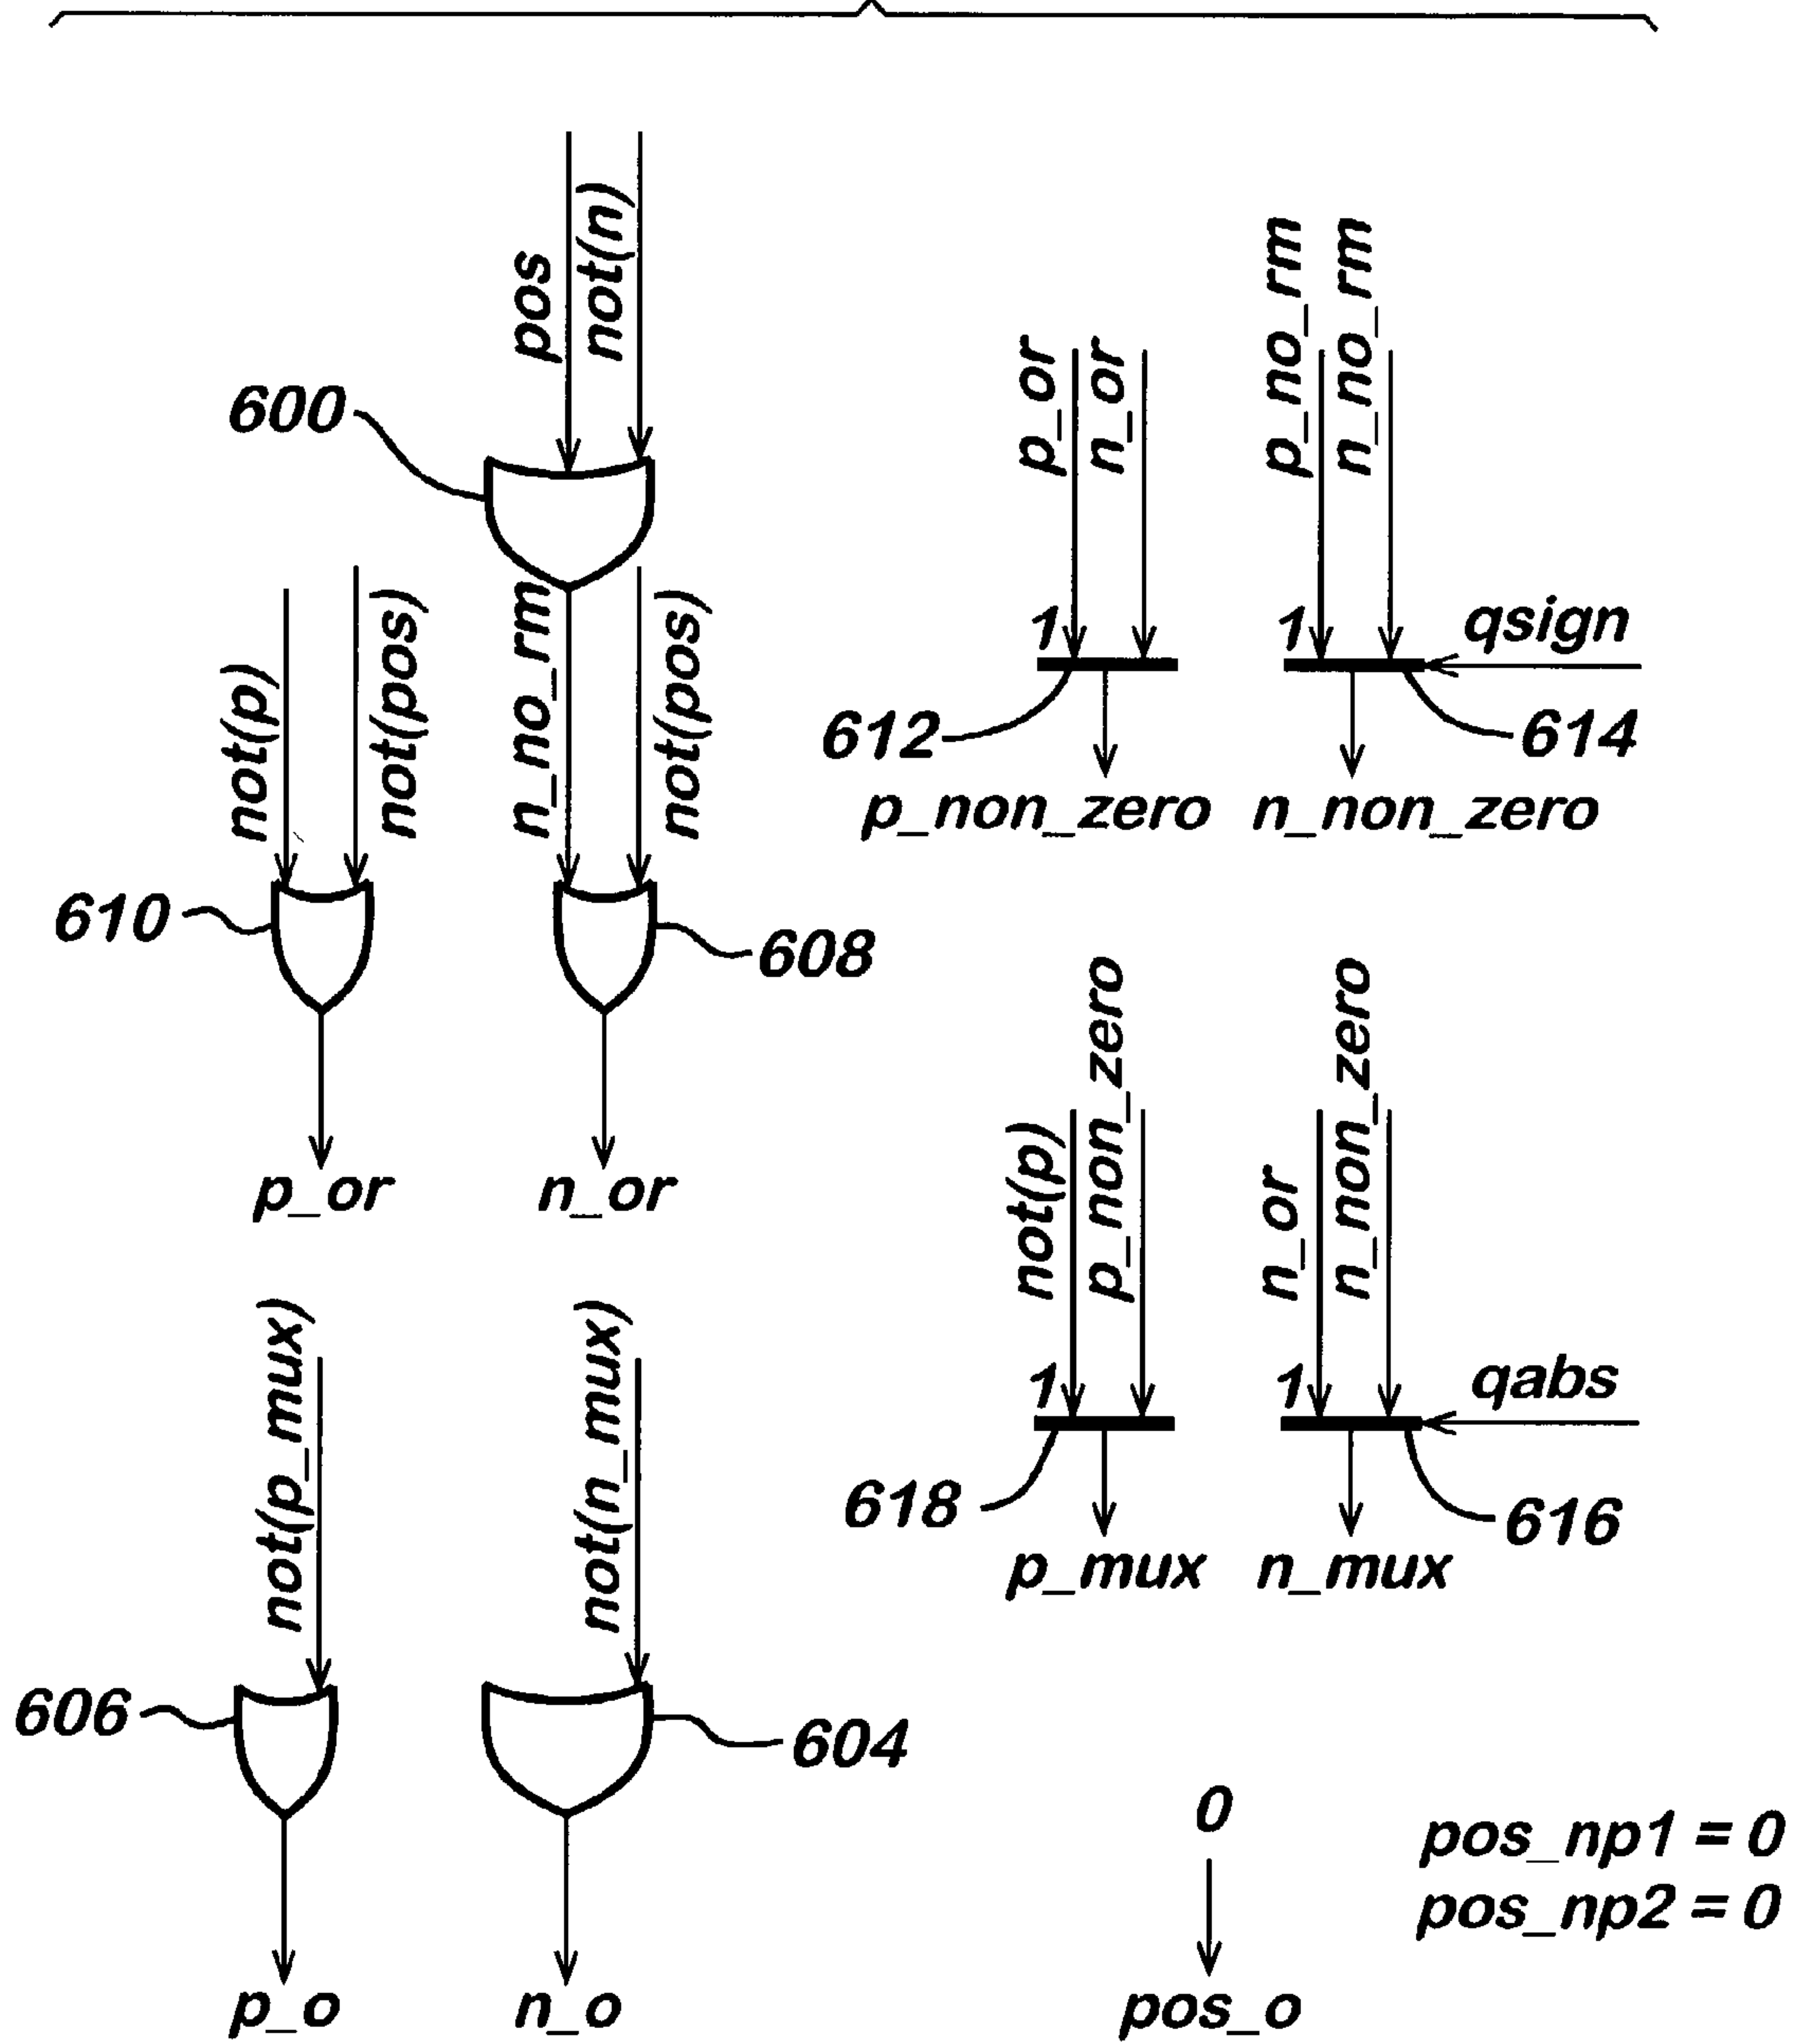 pos
not(n)
600
p_or
n_or
p_no_rm
n_no_rm
1
1
qsign
612
614
p_non_zero
n_non_zero
not(p)
not(pos)
n_no_rm
not(pos)
610
608
p_or
n_or
not(p)
p_non_zero
n_or
n_non_zero
1
1
qabs
618
616
p_mux
n_mux
not(p_mux)
not(n_mux)
606
604
p_o
n_o
0
pos_o
pos_np1 = 0
pos_np2 = 0